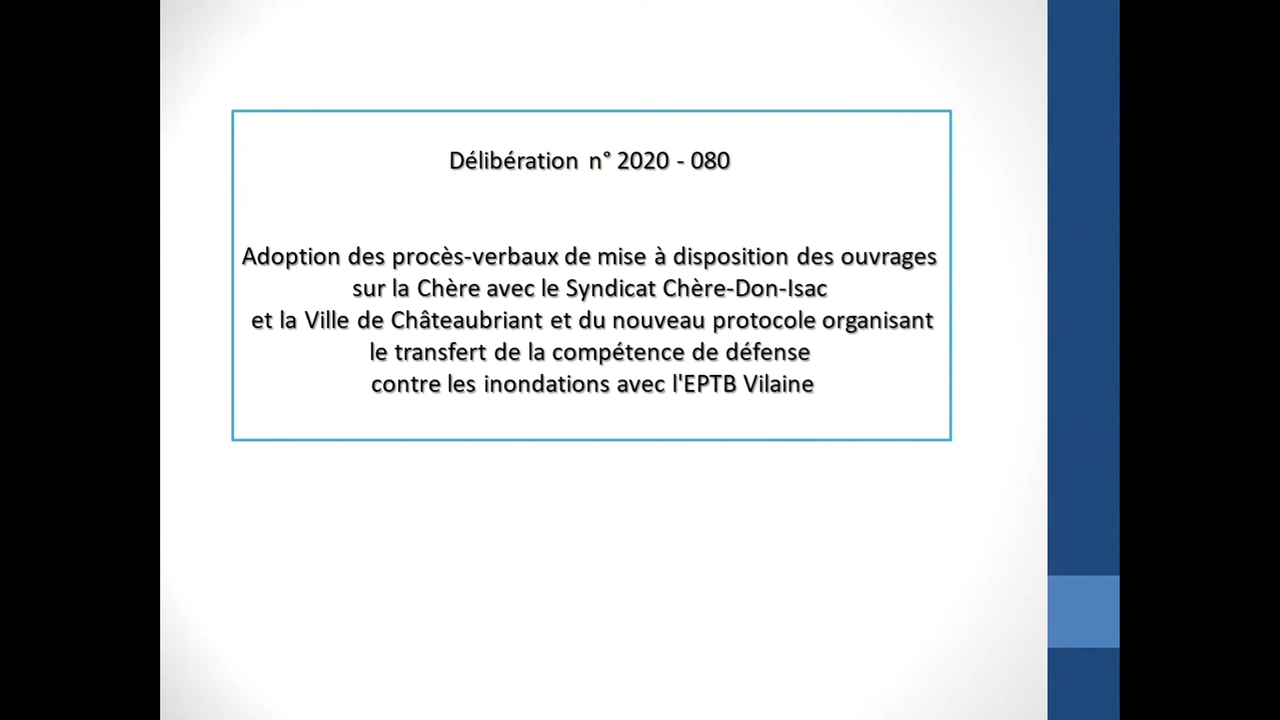 Délibération n° 2020 - 080
Adoption des procès-verbaux de mise à disposition des ouvrages
sur la Chère avec le Syndicat Chère-Don-Isac
et la Ville de Châteaubriant et du nouveau protocole organisant
le transfert de la compétence de défense
contre les inondations avec l'EPTB Vilaine